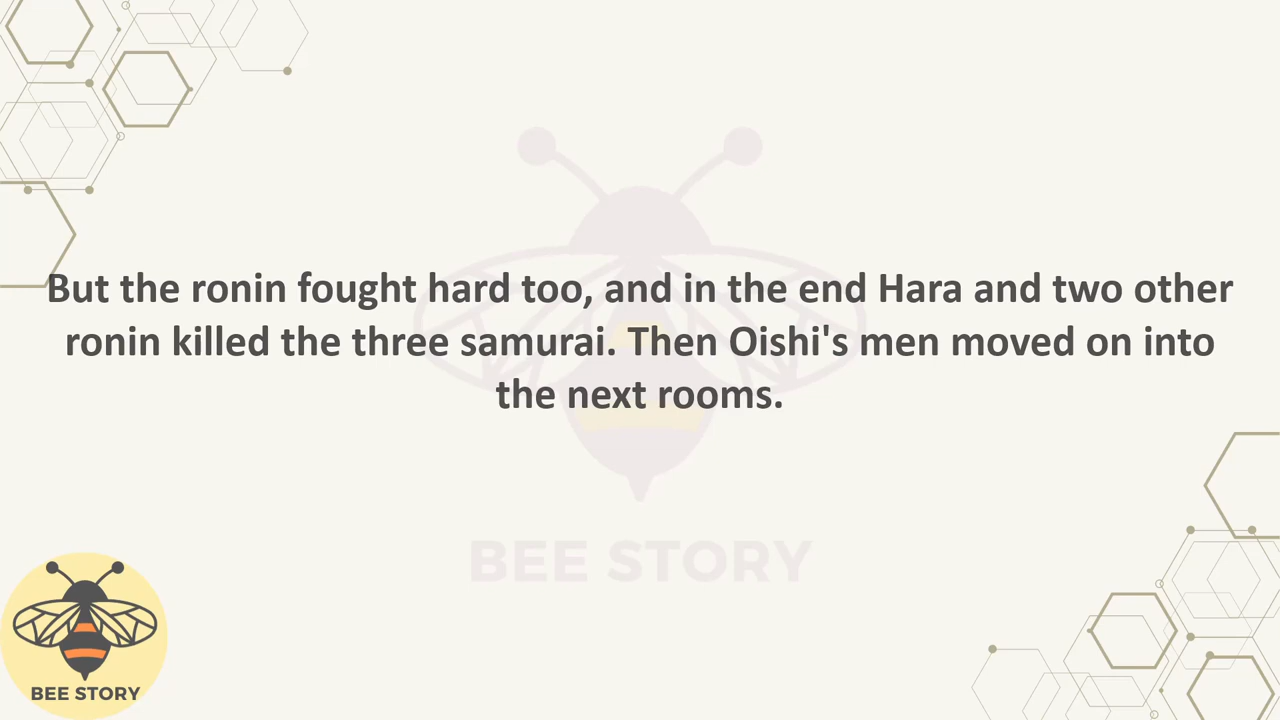 But the ronin fought hard too, and in the end Hara and two other
ronin killed the three samurai. Then Oishi's men moved on into
the next rooms.
BEE STORY
BEE STORY